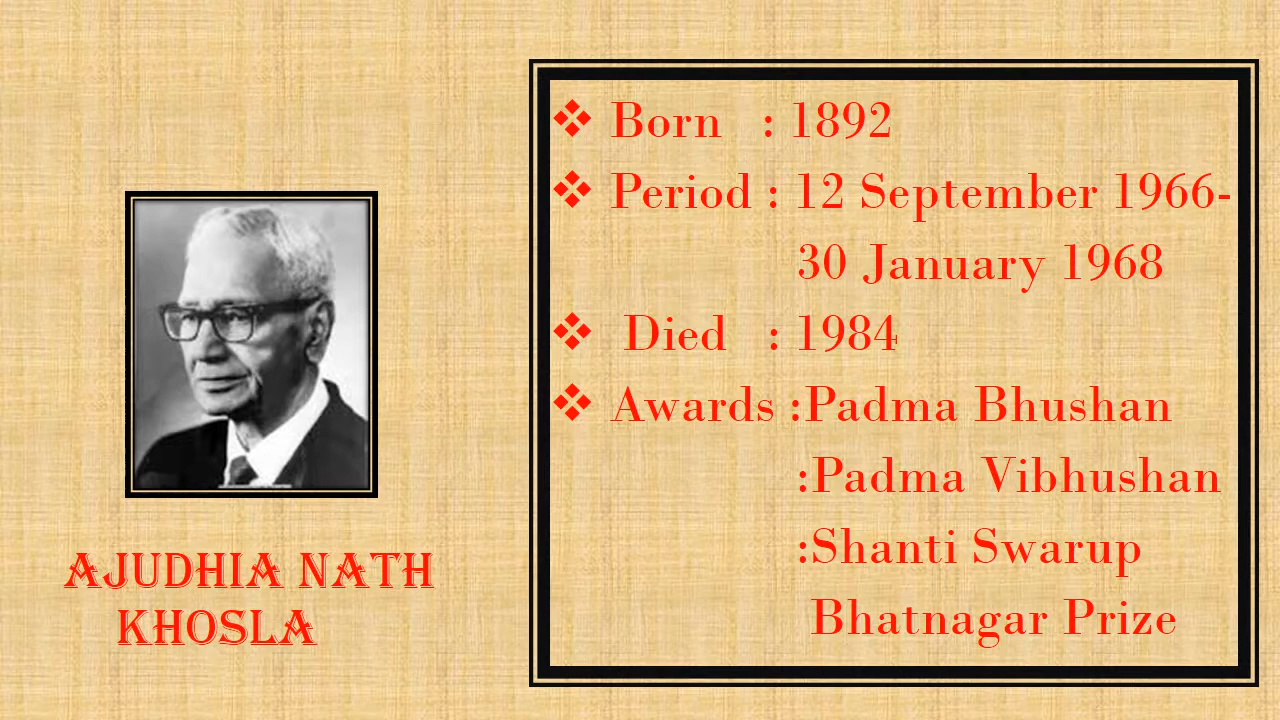 AJUDHIA NATH
KHOSLA
❖ Born : 1892
❖ Period : 12 September 1966-
30 January 1968
❖ Died : 1984
❖ Awards :Padma Bhushan
:Padma Vibhushan
:Shanti Swarup
Bhatnagar Prize